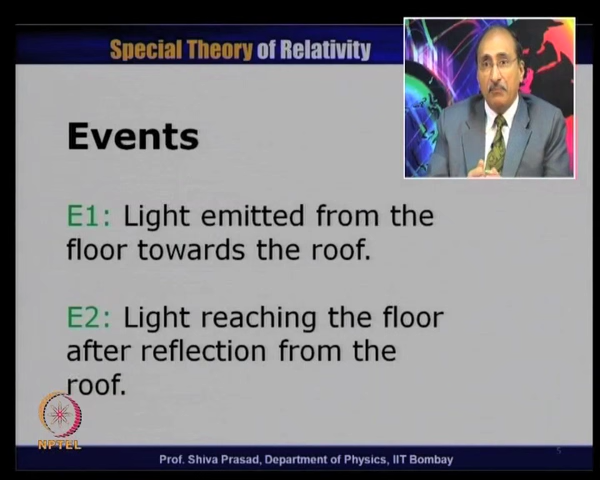 Special Theory of Relativity
Events
E1: Light emitted from the
floor towards the roof.
E2: Light reaching the floor
after reflection from the
roof.
NPTEL
Prof. Shiva Prasad, Department of Physics, IIT Bombay
5